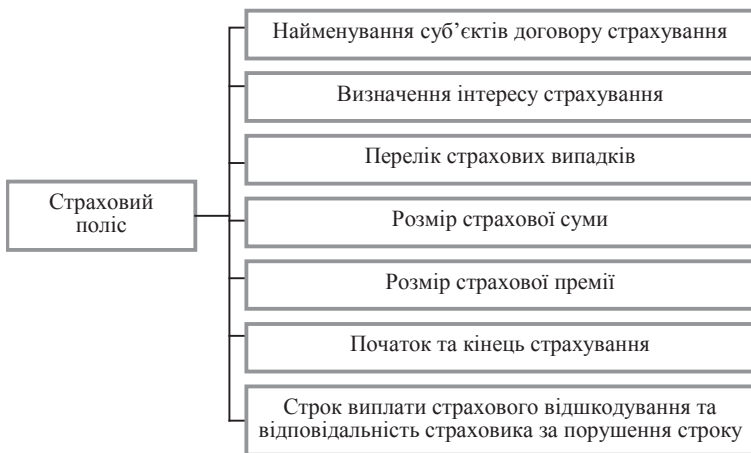 Найменування суб’єктів договору страхування
Визначення інтересу страхування
Перелік страхових випадків
Страховий
поліс
Розмір страхової суми
Розмір страхової премії
Початок та кінець страхування
Строк виплати страхового відшкодування та
відповідальність страховика за порушення строку